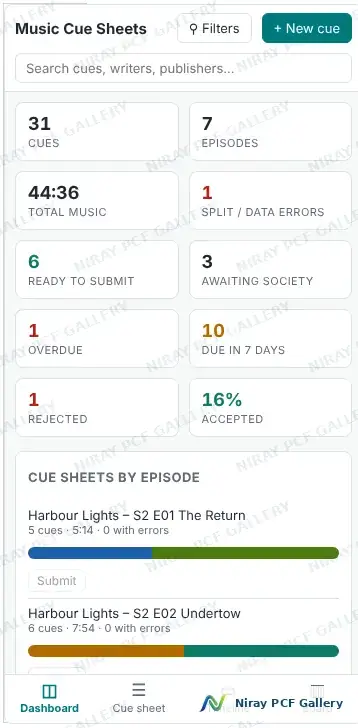 Music Cue Sheets
Filters
+ New cue
Search cues, writers, publishers...
31
CUES
7
EPISODES
44:36
TOTAL MUSIC
1
SPLIT / DATA ERRORS
6
READY TO SUBMIT
3
AWAITING SOCIETY
1
OVERDUE
10
DUE IN 7 DAYS
1
REJECTED
16%
ACCEPTED
CUE SHEETS BY EPISODE
Harbour Lights – S2 E01 The Return
5 cues · 5:14 · 0 with errors
Submit
Harbour Lights – S2 E02 Undertow
6 cues · 7:54 · 0 with errors
Dashboard
Cue sheet
Niray PCF Gallery
NIRAY PCF GALLERY